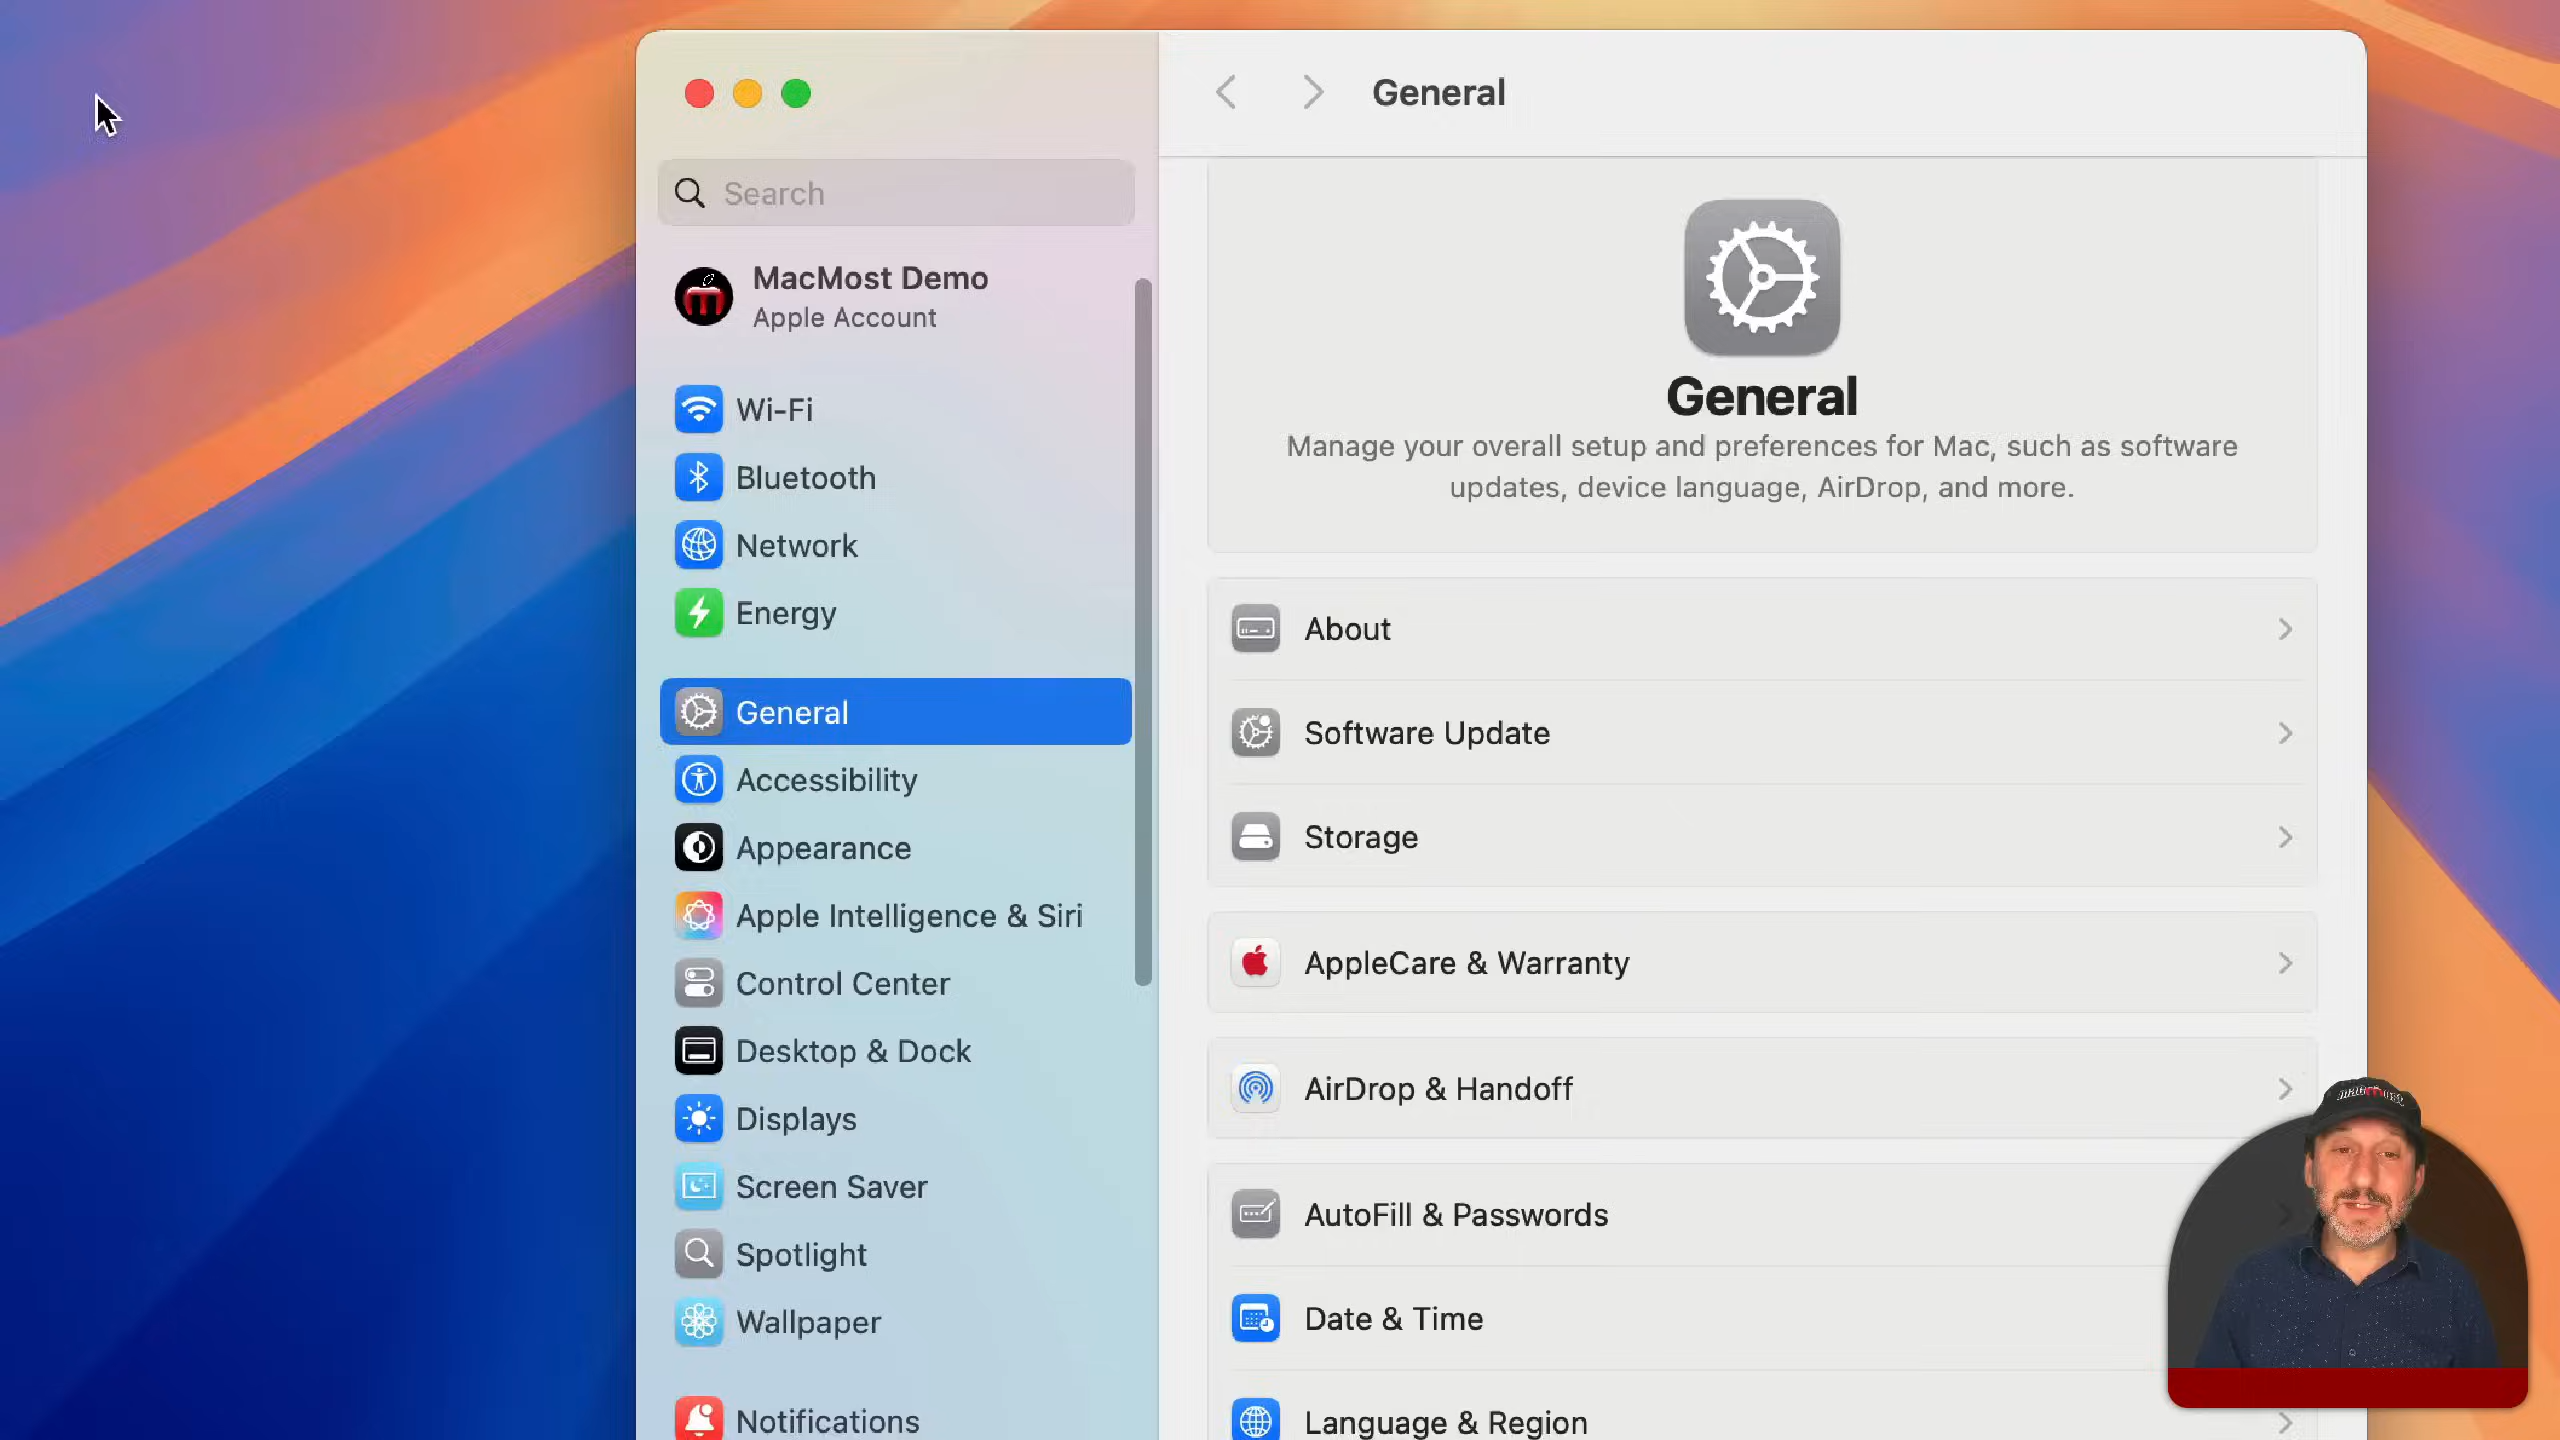 General
Search
MacMost Demo
Apple Account
Wi-Fi
Bluetooth
Network
Energy
General
Accessibility
Appearance
Apple Intelligence & Siri
Control Center
Desktop & Dock
Displays
Screen Saver
Spotlight
Wallpaper
Notifications
General
Manage your overall setup and preferences for Mac, such as software
updates, device language, AirDrop, and more.
About
Software Update
Storage
AppleCare & Warranty
AirDrop & Handoff
AutoFill & Passwords
Date & Time
Language & Region